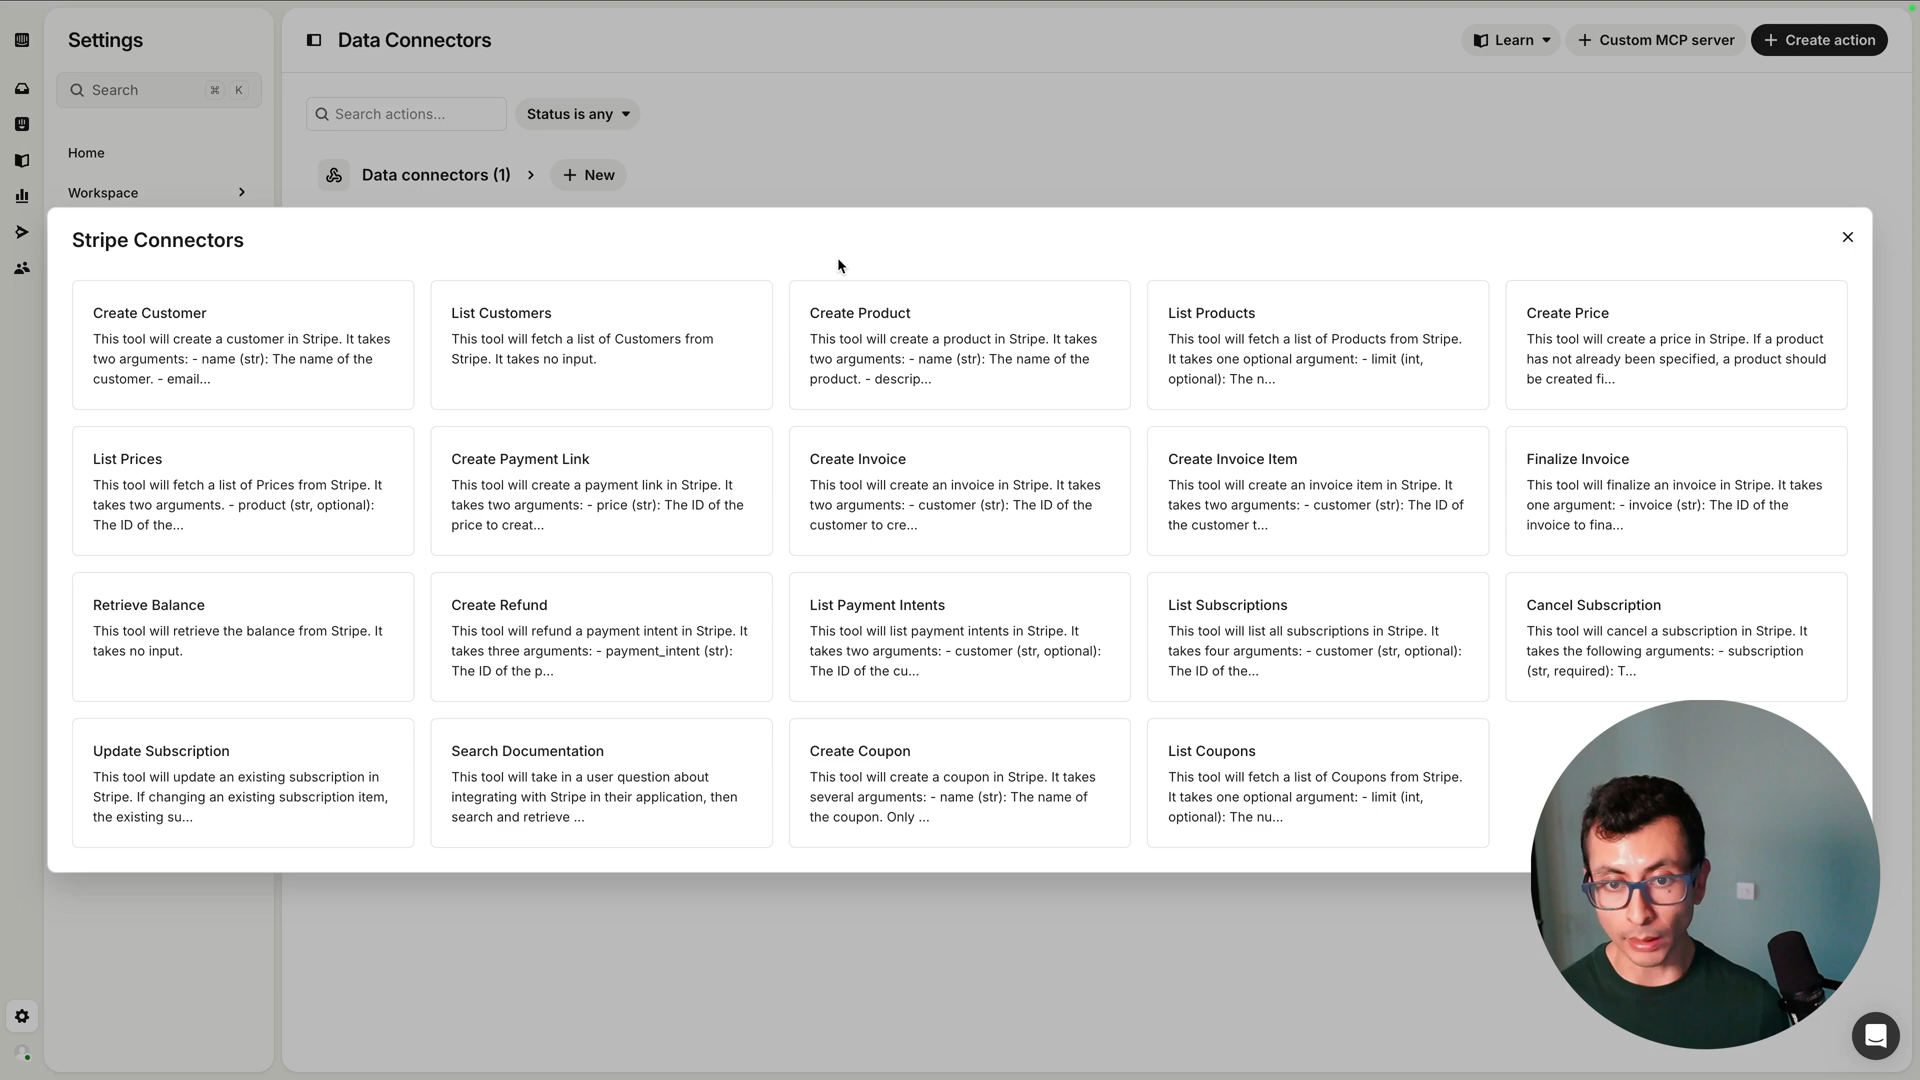 Settings
Data Connectors
Learn
Custom MCP server
Create action
Search
⌘ K
Search actions...
Status is any
Home
Data connectors (1)
New
Workspace
Stripe Connectors
Create Customer
This tool will create a customer in Stripe. It takes
two arguments: - name (str): The name of the
customer. - email...
List Customers
This tool will fetch a list of Customers from
Stripe. It takes no input.
Create Product
This tool will create a product in Stripe. It takes
two arguments: - name (str): The name of the
product. - descrip...
List Products
This tool will fetch a list of Products from Stripe.
It takes one optional argument: - limit (int,
optional): The n...
Create Price
This tool will create a price in Stripe. If a product
has not already been specified, a product should
be created fi...
List Prices
This tool will fetch a list of Prices from Stripe. It
takes two arguments. - product (str, optional):
The ID of the...
Create Payment Link
This tool will create a payment link in Stripe. It
takes two arguments: - price (str): The ID of the
price to creat...
Create Invoice
This tool will create an invoice in Stripe. It takes
two arguments: - customer (str): The ID of the
customer to cre...
Create Invoice Item
This tool will create an invoice item in Stripe. It
takes two arguments: - customer (str): The ID of
the customer t...
Finalize Invoice
This tool will finalize an invoice in Stripe. It takes
one argument: - invoice (str): The ID of the
invoice to fina...
Retrieve Balance
This tool will retrieve the balance from Stripe. It
takes no input.
Create Refund
This tool will refund a payment intent in Stripe. It
takes three arguments: - payment_intent (str):
The ID of the p...
List Payment Intents
This tool will list payment intents in Stripe. It
takes two arguments: - customer (str, optional):
The ID of the cu...
List Subscriptions
This tool will list all subscriptions in Stripe. It
takes four arguments: - customer (str, optional):
The ID of the...
Cancel Subscription
This tool will cancel a subscription in Stripe. It
takes the following arguments: - subscription
(str, required): T...
Update Subscription
This tool will update an existing subscription in
Stripe. If changing an existing subscription item,
the existing su...
Search Documentation
This tool will take in a user question about
integrating with Stripe in their application, then
search and retrieve ...
Create Coupon
This tool will create a coupon in Stripe. It takes
several arguments: - name (str): The name of
the coupon. Only ...
List Coupons
This tool will fetch a list of Coupons from Stripe.
It takes one optional argument: - limit (int,
optional): The nu...